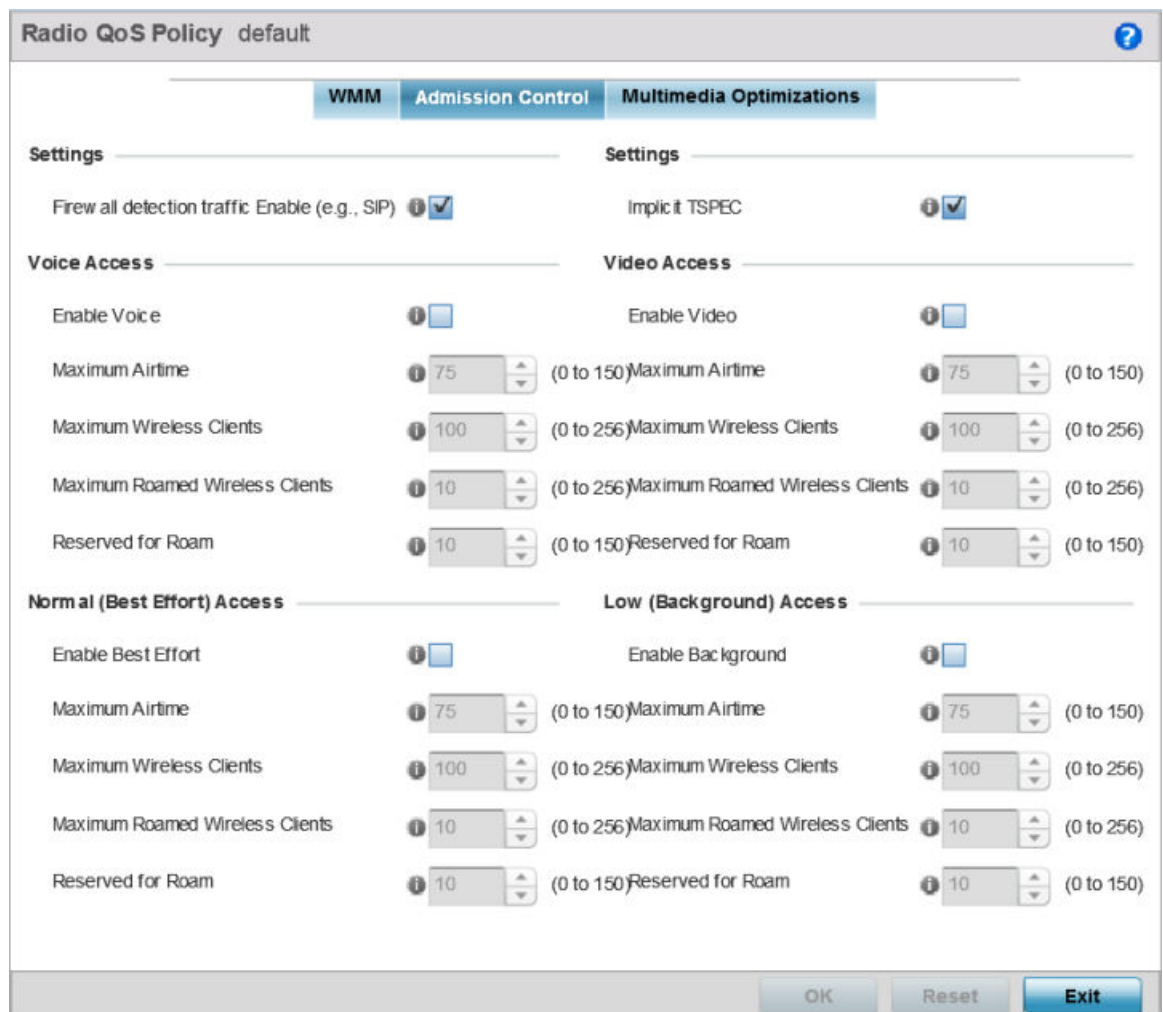 Radio QoS Policy default
WMM Admission Control Multimedia Optimizations
Settings
Firewall detection traffic Enable (e.g., SIP)
Voice Access
Enable Voice
Maximum Airtime 75 (0 to 150)
Maximum Wireless Clients 100 (0 to 256)
Maximum Roamed Wireless Clients 10 (0 to 256)
Reserved for Roam 10 (0 to 150)
Settings
Implicit TSPEC
Video Access
Enable Video
Maximum Airtime 75 (0 to 150)
Maximum Wireless Clients 100 (0 to 256)
Maximum Roamed Wireless Clients 10 (0 to 256)
Reserved for Roam 10 (0 to 150)
Normal (Best Effort) Access
Enable Best Effort
Maximum Airtime 75 (0 to 150)
Maximum Wireless Clients 100 (0 to 256)
Maximum Roamed Wireless Clients 10 (0 to 256)
Reserved for Roam 10 (0 to 150)
Low (Background) Access
Enable Background
Maximum Airtime 75 (0 to 150)
Maximum Wireless Clients 100 (0 to 256)
Maximum Roamed Wireless Clients 10 (0 to 256)
Reserved for Roam 10 (0 to 150)
OK Reset Exit